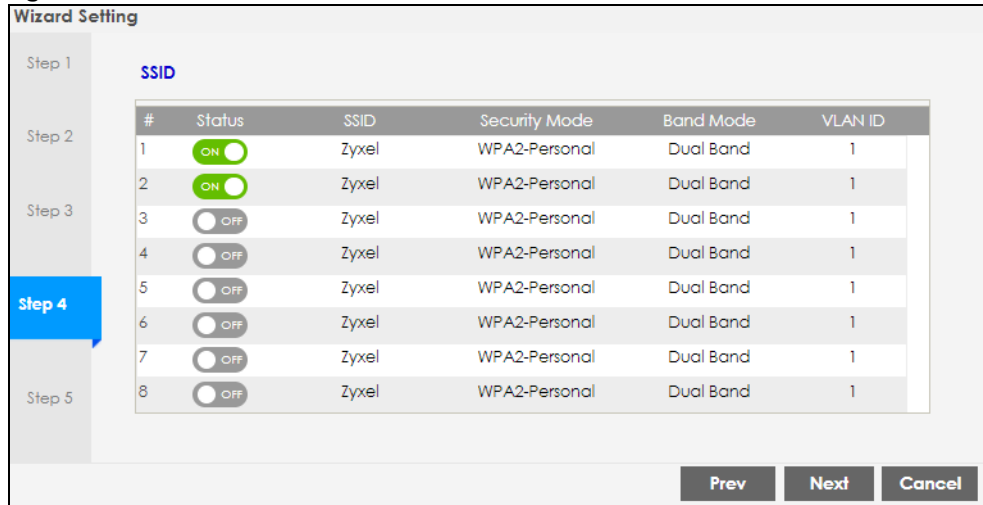 Wizard Setting
Step 1
Step 2
Step 3
Step 4
Step 5
SSID
# Status SSID Security Mode Band Mode VLAN ID
1 ON Zyxel WPA2-Personal Dual Band 1
2 ON Zyxel WPA2-Personal Dual Band 1
3 OFF Zyxel WPA2-Personal Dual Band 1
4 OFF Zyxel WPA2-Personal Dual Band 1
5 OFF Zyxel WPA2-Personal Dual Band 1
6 OFF Zyxel WPA2-Personal Dual Band 1
7 OFF Zyxel WPA2-Personal Dual Band 1
8 OFF Zyxel WPA2-Personal Dual Band 1
Prev Next Cancel